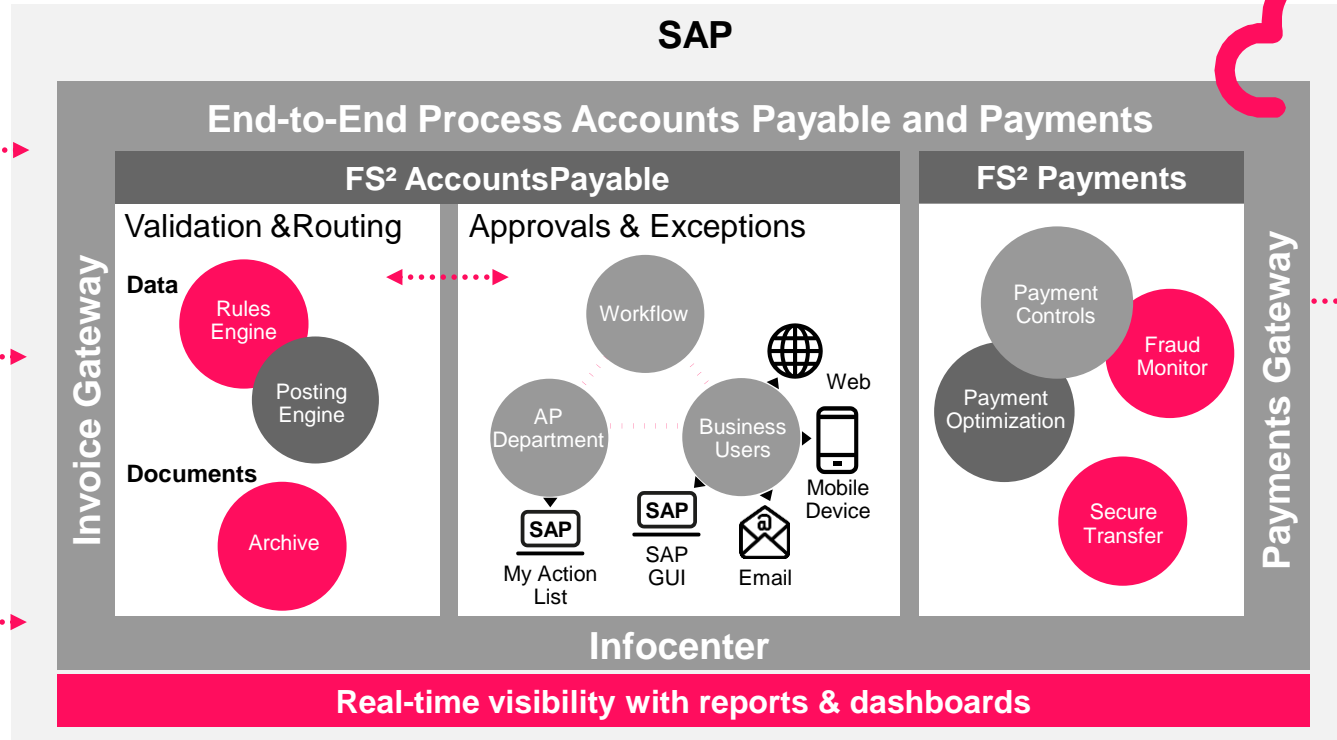 SAP
End-to-End Process Accounts Payable and Payments
Invoice Gateway
FS² AccountsPayable
Validation &Routing
Data
Rules
Engine
Posting
Engine
Documents
Archive
Approvals & Exceptions
Workflow
AP
Department
Business
Users
Web
Mobile
Device
@
Email
SAP
SAP
GUI
SAP
My Action
List
FS² Payments
Payment
Controls
Fraud
Monitor
Payment
Optimization
Secure
Transfer
Payments Gateway
Infocenter
Real-time visibility with reports & dashboards